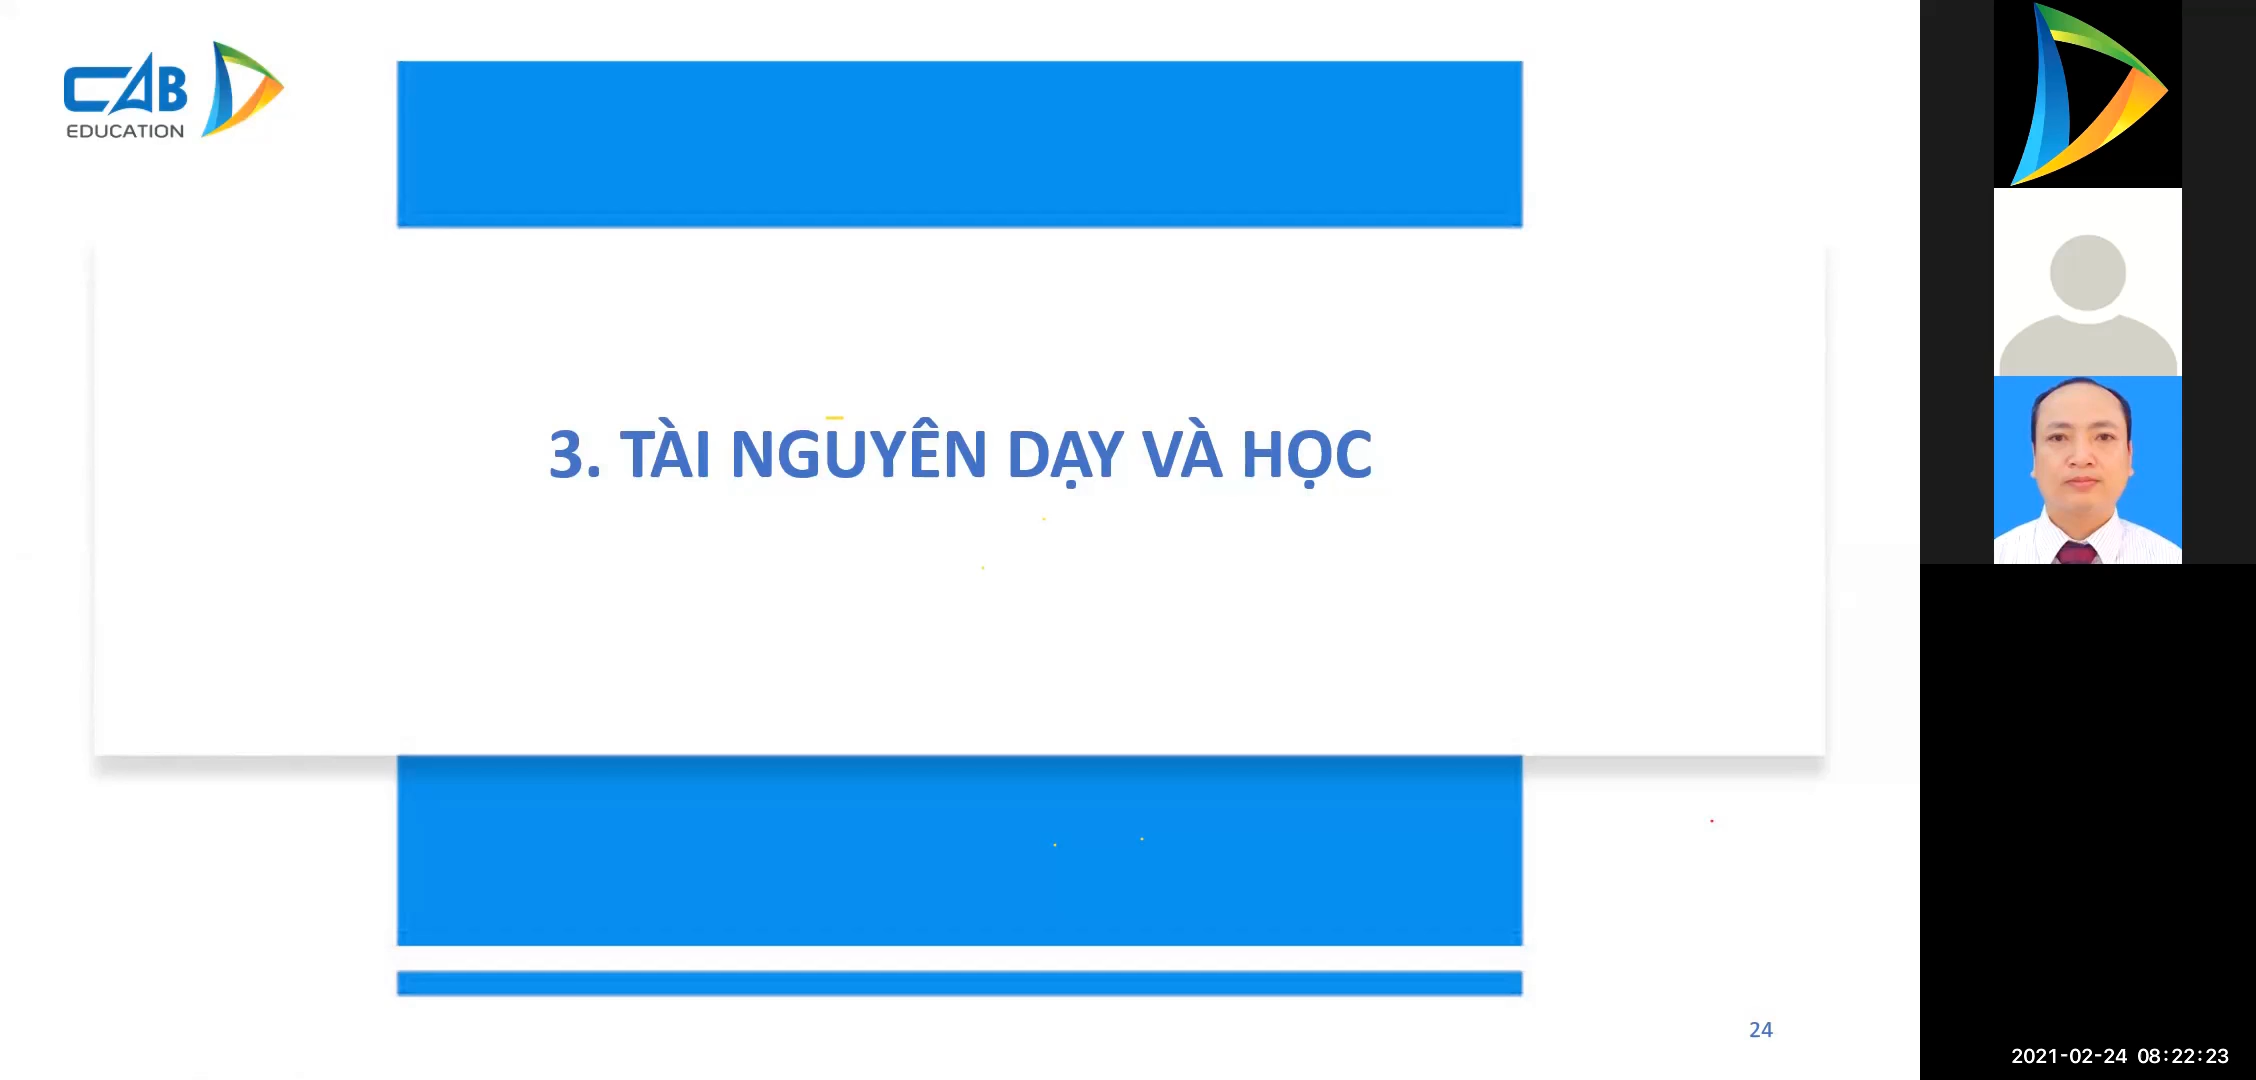 CAB
EDUCATION
3. TÀI NGUYÊN DẠY VÀ HỌC
24
2021-02-24 08:22:23